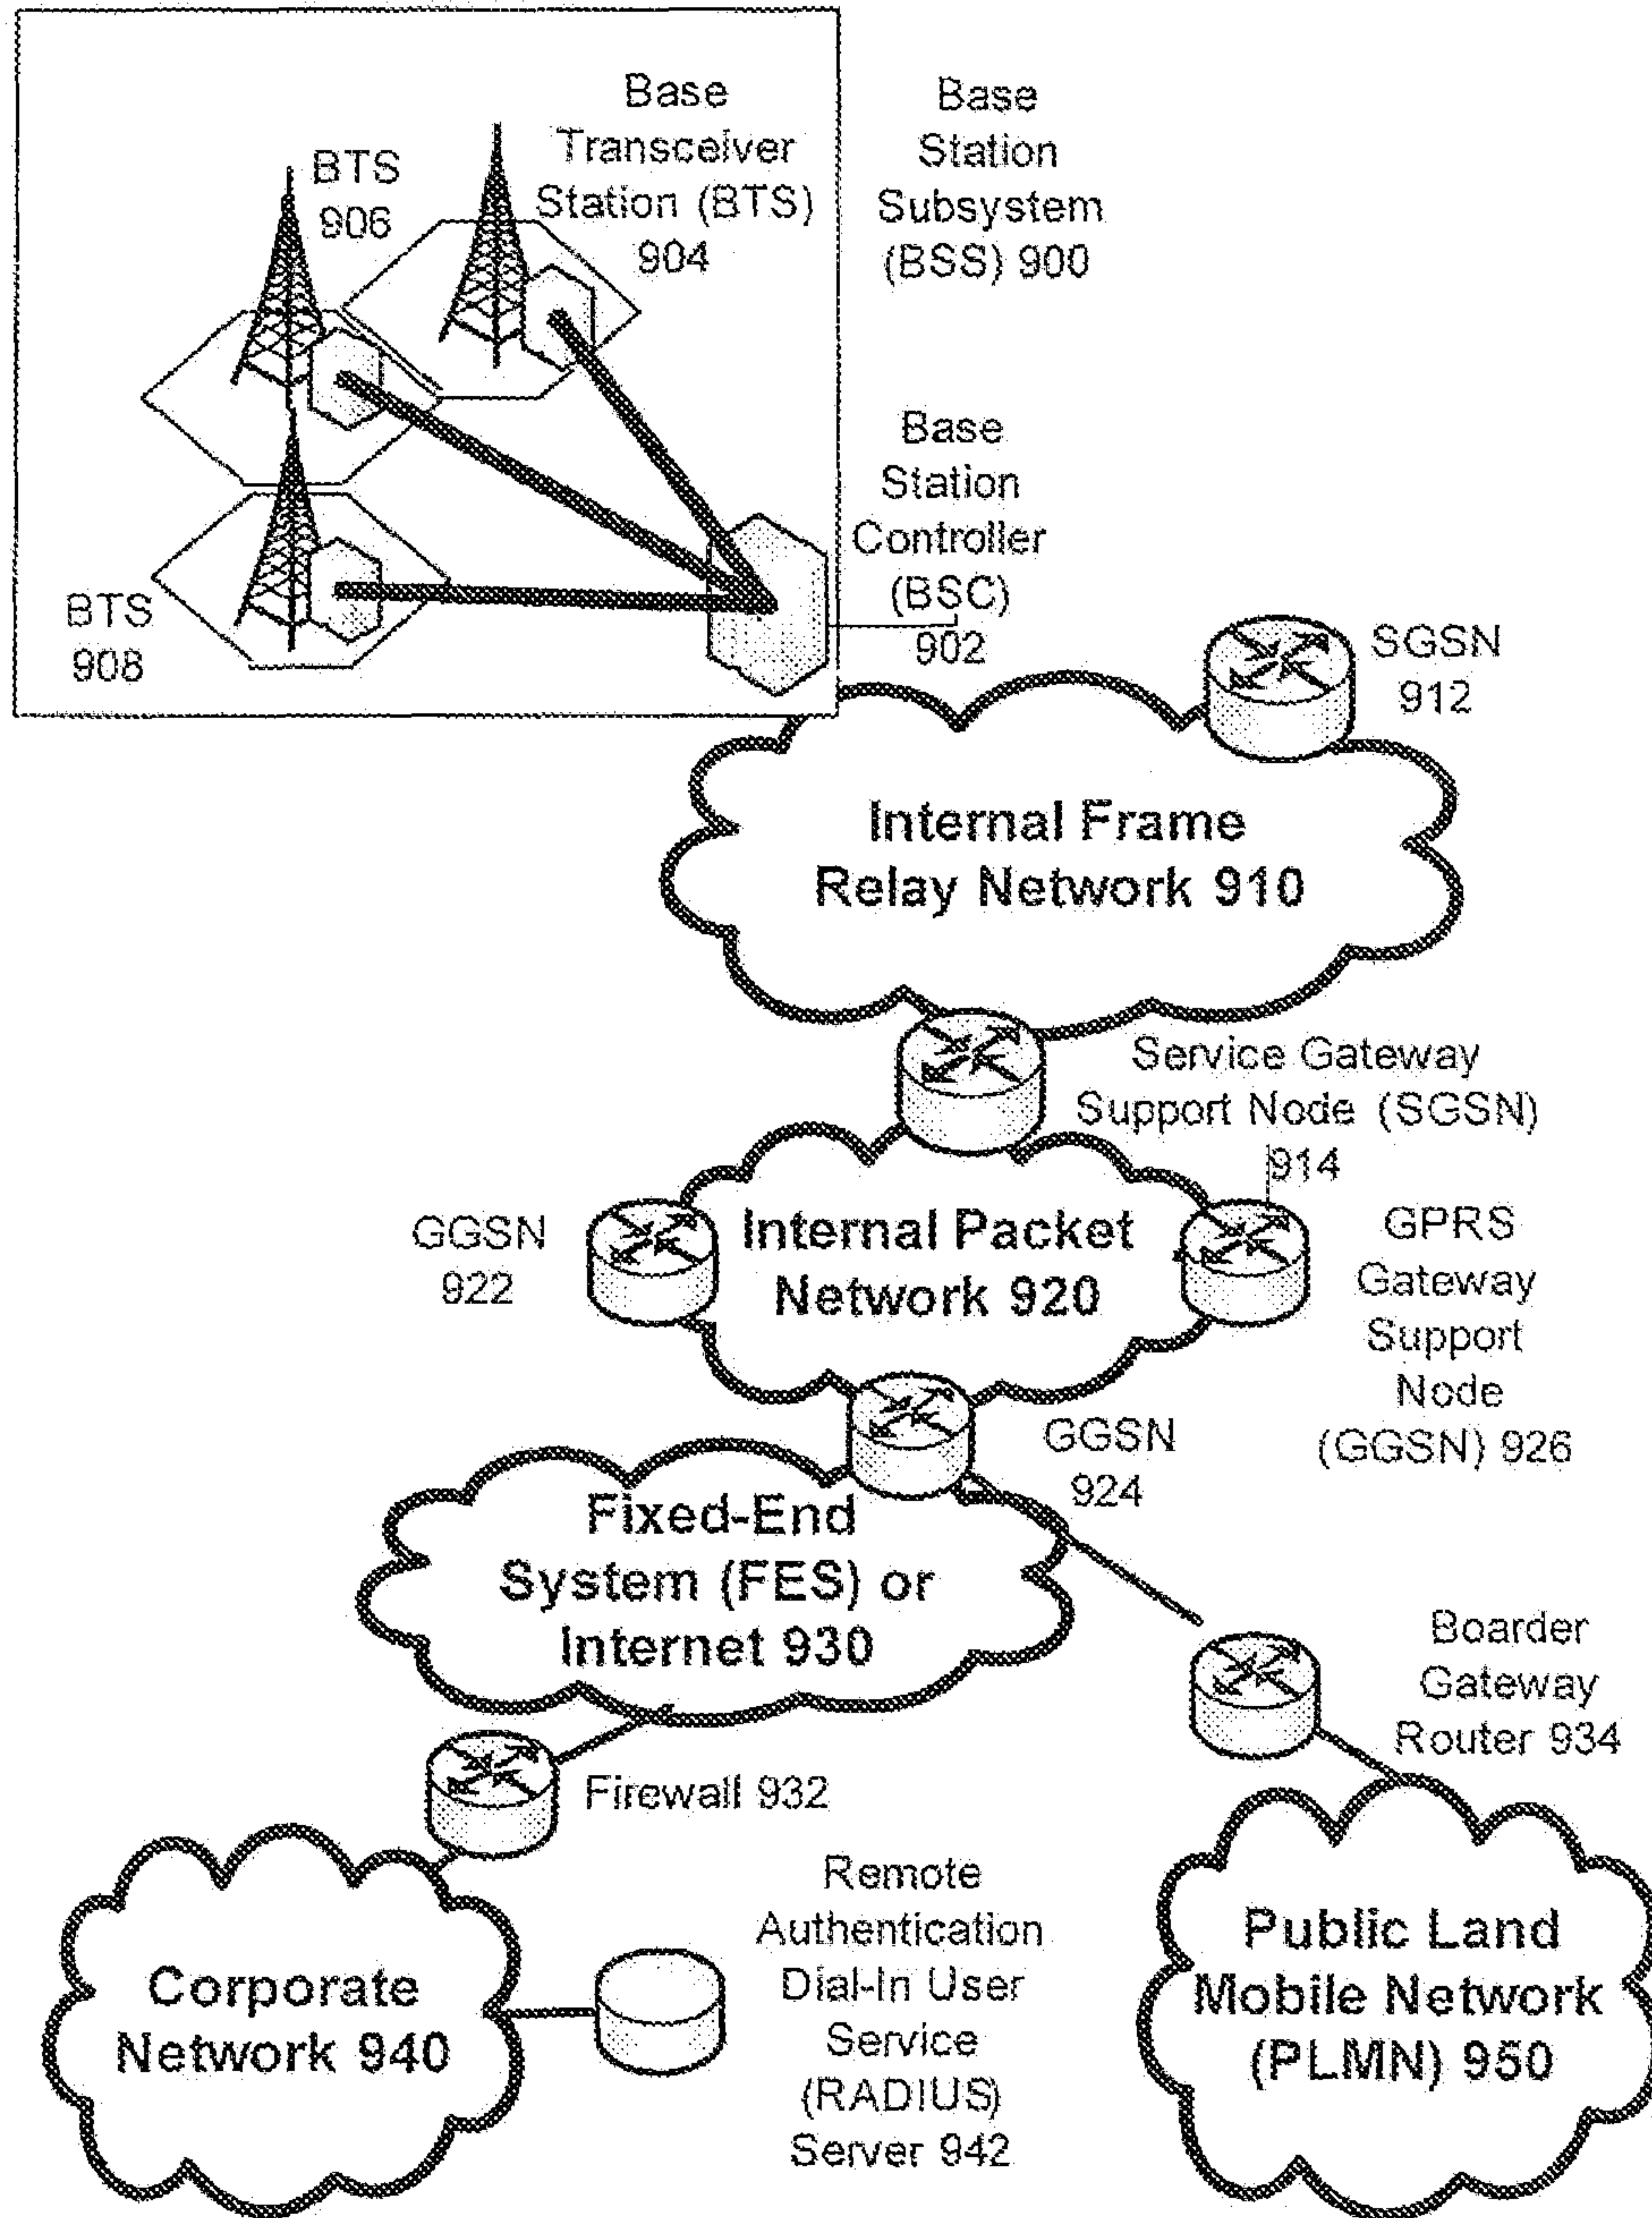 Base
Transceiver
Station (BTS)
904
BTS
906
Base
Station
Subsystem
(BSS) 900
Base
Station
Controller
(BSC)
902
BTS
908
SGSN
912
Internal Frame
Relay Network 910
Service Gateway
Support Node (SGSN)
914
GGSN
922
Internal Packet
Network 920
GPRS
Gateway
Support
Node
(GGSN) 926
GGSN
924
Fixed-End
System (FES) or
Internet 930
Boarder
Gateway
Router 934
Firewall 932
Remote
Authentication
Dial-In User
Service
(RADIUS)
Server 942
Corporate
Network 940
Public Land
Mobile Network
(PLMN) 950